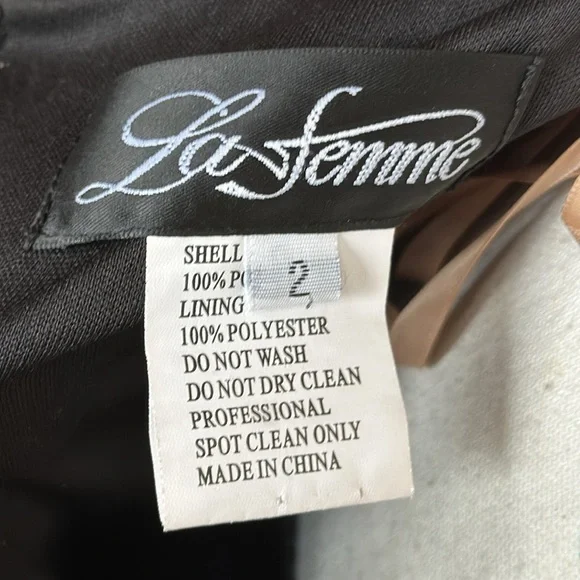 La Femme
SHELL
2
100%
LINING
100% POLYESTER
DO NOT WASH
DO NOT DRY CLEAN
PROFESSIONAL
SPOT CLEAN ONLY
MADE IN CHINA